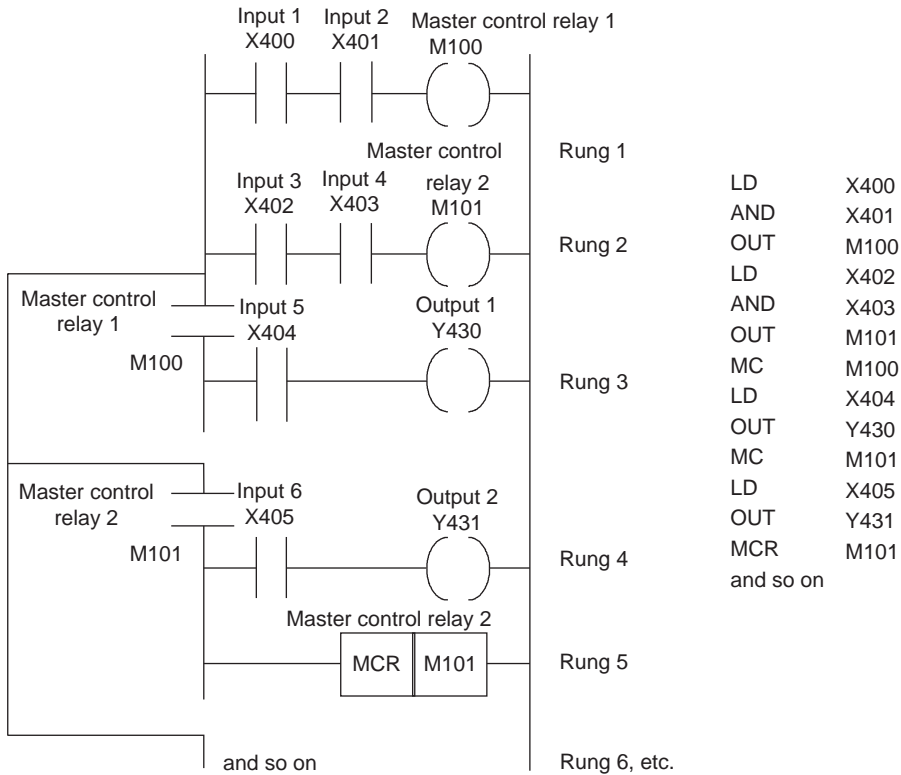 Input 1 Input 2 Master control relay 1
X400 X401 M100
Master control
relay 2
Rung 1
Input 3 Input 4
X402 X403 M101
Rung 2
Master control
relay 1
M100
Input 5
X404
Output 1
Y430
Rung 3
Master control
relay 2
M101
Input 6
X405
Output 2
Y431
Rung 4
Master control relay 2
MCR M101
Rung 5
and so on
Rung 6, etc.
LD X400
AND X401
OUT M100
LD X402
AND X403
OUT M101
MC M100
LD X404
OUT Y430
MC M101
LD X405
OUT Y431
MCR M101
and so on